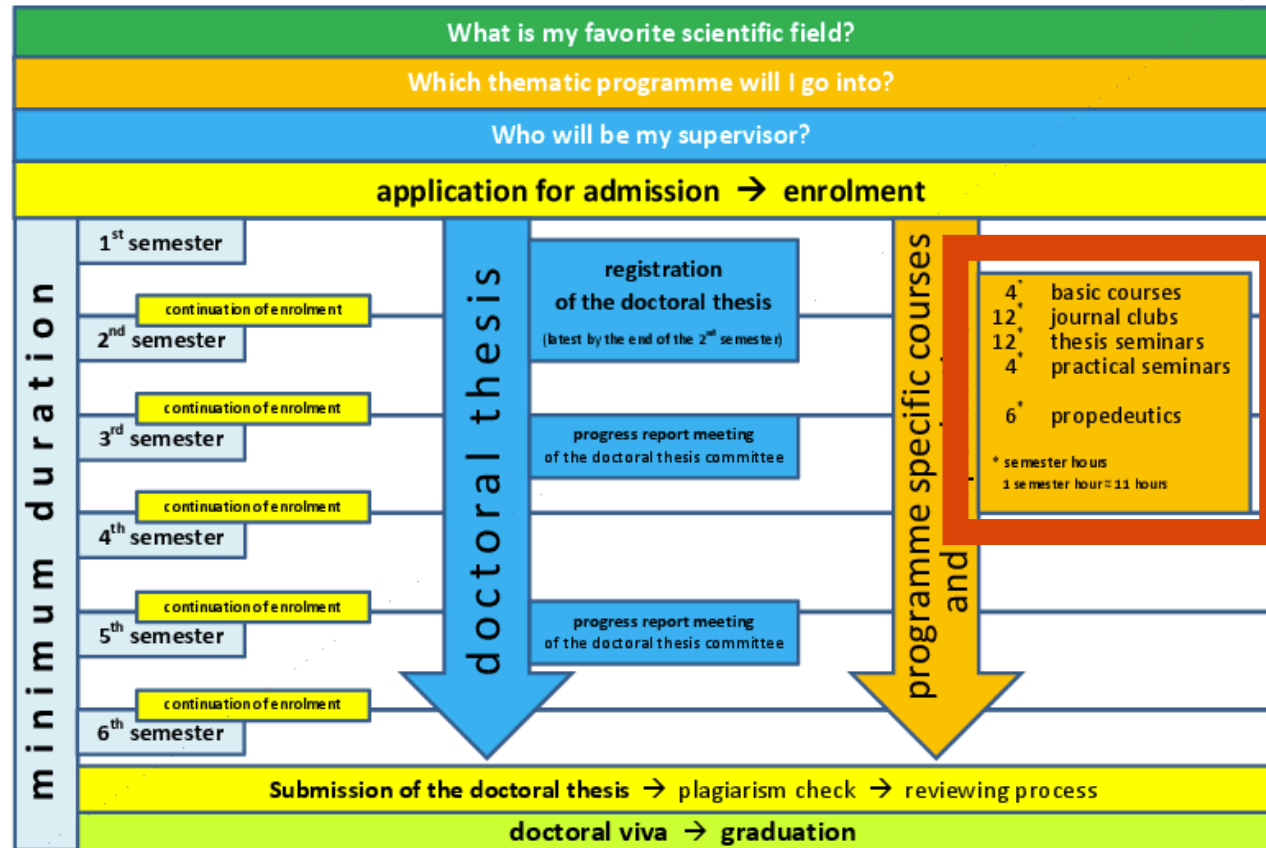 What is my favorite scientific field?
Which thematic programme will I go into?
Who will be my supervisor?
application for admission → enrolment
minimum duration
1st semester
continuation of enrolment
2nd semester
continuation of enrolment
3rd semester
continuation of enrolment
4th semester
continuation of enrolment
5th semester
continuation of enrolment
6th semester
doctoral thesis
registration
of the doctoral thesis
(latest by the end of the 2nd semester)
progress report meeting
of the doctoral thesis committee
progress report meeting
of the doctoral thesis committee
programme specific courses
and
4* basic courses
12* journal clubs
12* thesis seminars
4* practical seminars
6* propedeutics
* semester hours
1 semester hour ≈ 11 hours
Submission of the doctoral thesis → plagiarism check → reviewing process
doctoral viva → graduation